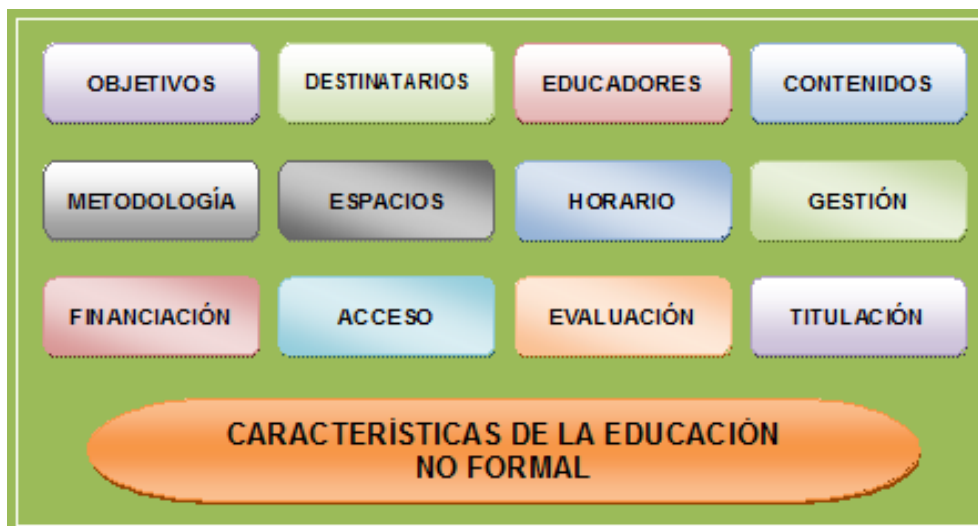 OBJETIVOS
DESTINATARIOS
EDUCADORES
CONTENIDOS
METODOLOGÍA
ESPACIOS
HORARIO
GESTIÓN
FINANCIACIÓN
ACCESO
EVALUACIÓN
TITULACIÓN
CARACTERÍSTICAS DE LA EDUCACIÓN
NO FORMAL